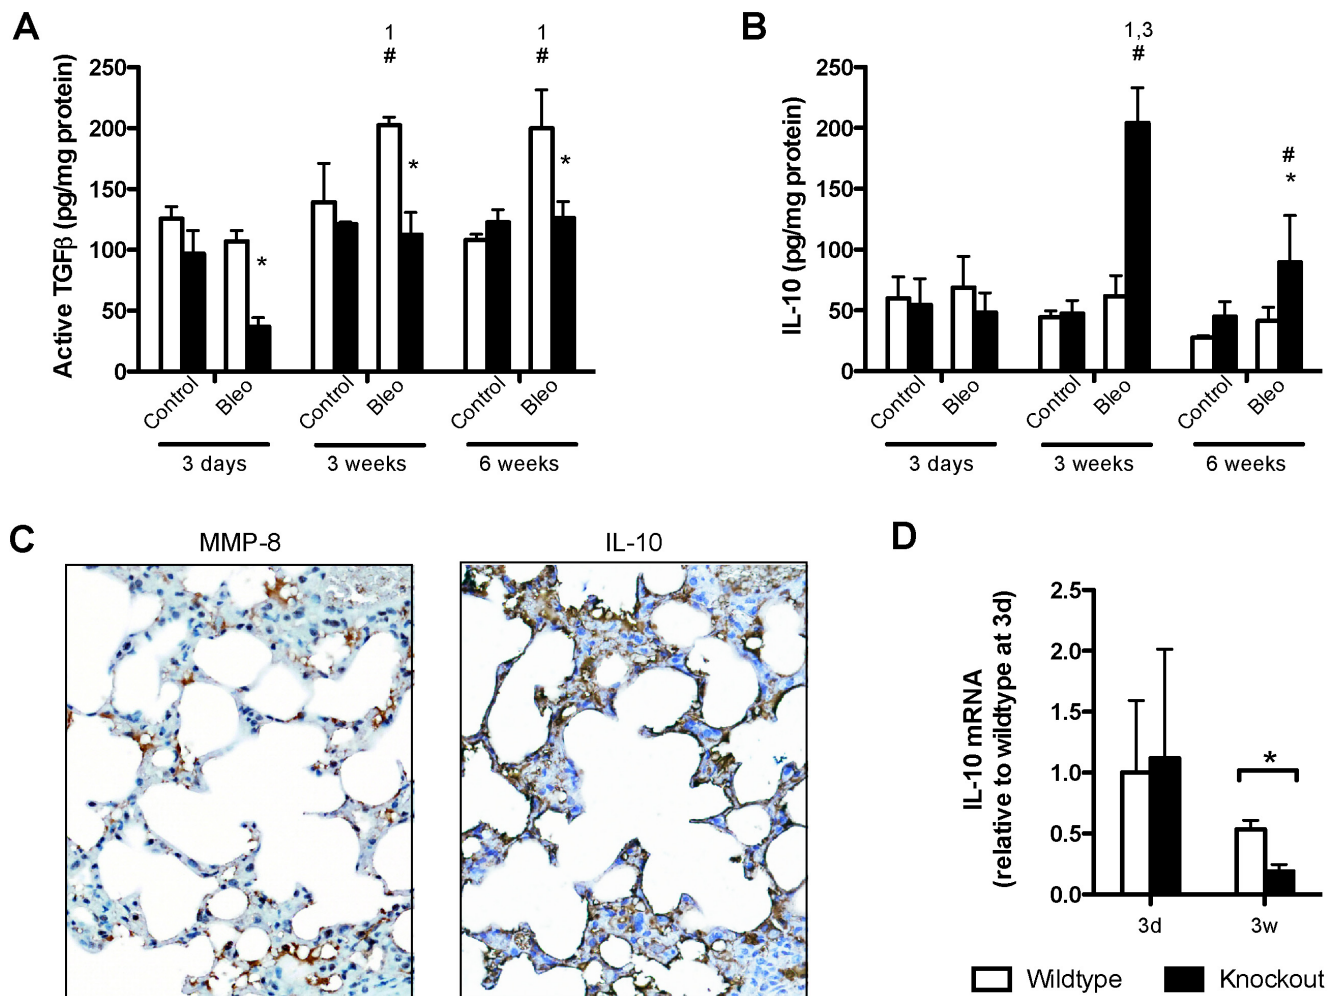 A
1
#
1
#
*
*
*
Active TGFβ (pg/mg protein)
250
200
150
100
50
0
Control
Bleo
Control
Bleo
Control
Bleo
3 days
3 weeks
6 weeks
B
1,3
#
#
*
IL-10 (pg/mg protein)
250
200
150
100
50
0
Control
Bleo
Control
Bleo
Control
Bleo
3 days
3 weeks
6 weeks
C
MMP-8
IL-10
D
IL-10 mRNA
(relative to wildtype at 3d)
2.5
2.0
1.5
1.0
0.5
0.0
*
3d
3w
Wildtype
Knockout